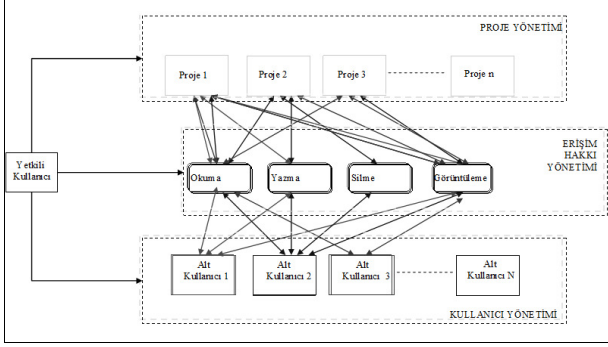 PROJE YÖNETİMİ
Proje 1
Proje 2
Proje 3
Proje n
ERİŞİM
HAKKI
YÖNETİMİ
Yetkili
Kullanıcı
Okuma
Yazma
Silme
Görüntüleme
Alt
Kullanıcı 1
Alt
Kullanıcı 2
Alt
Kullanıcı 3
Alt
Kullanıcı N
KULLANICI YÖNETİMİ